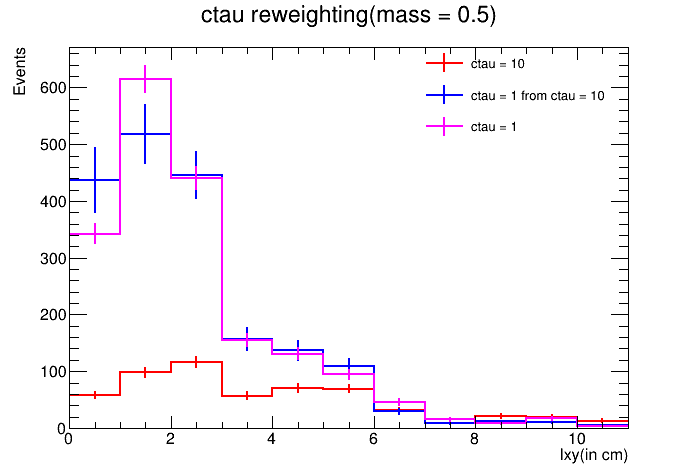 ctau reweighting(mass = 0.5)
Events
600
500
400
300
200
100
0
0 2 4 6 8 10
lxy(in cm)
ctau = 10
ctau = 1 from ctau = 10
ctau = 1